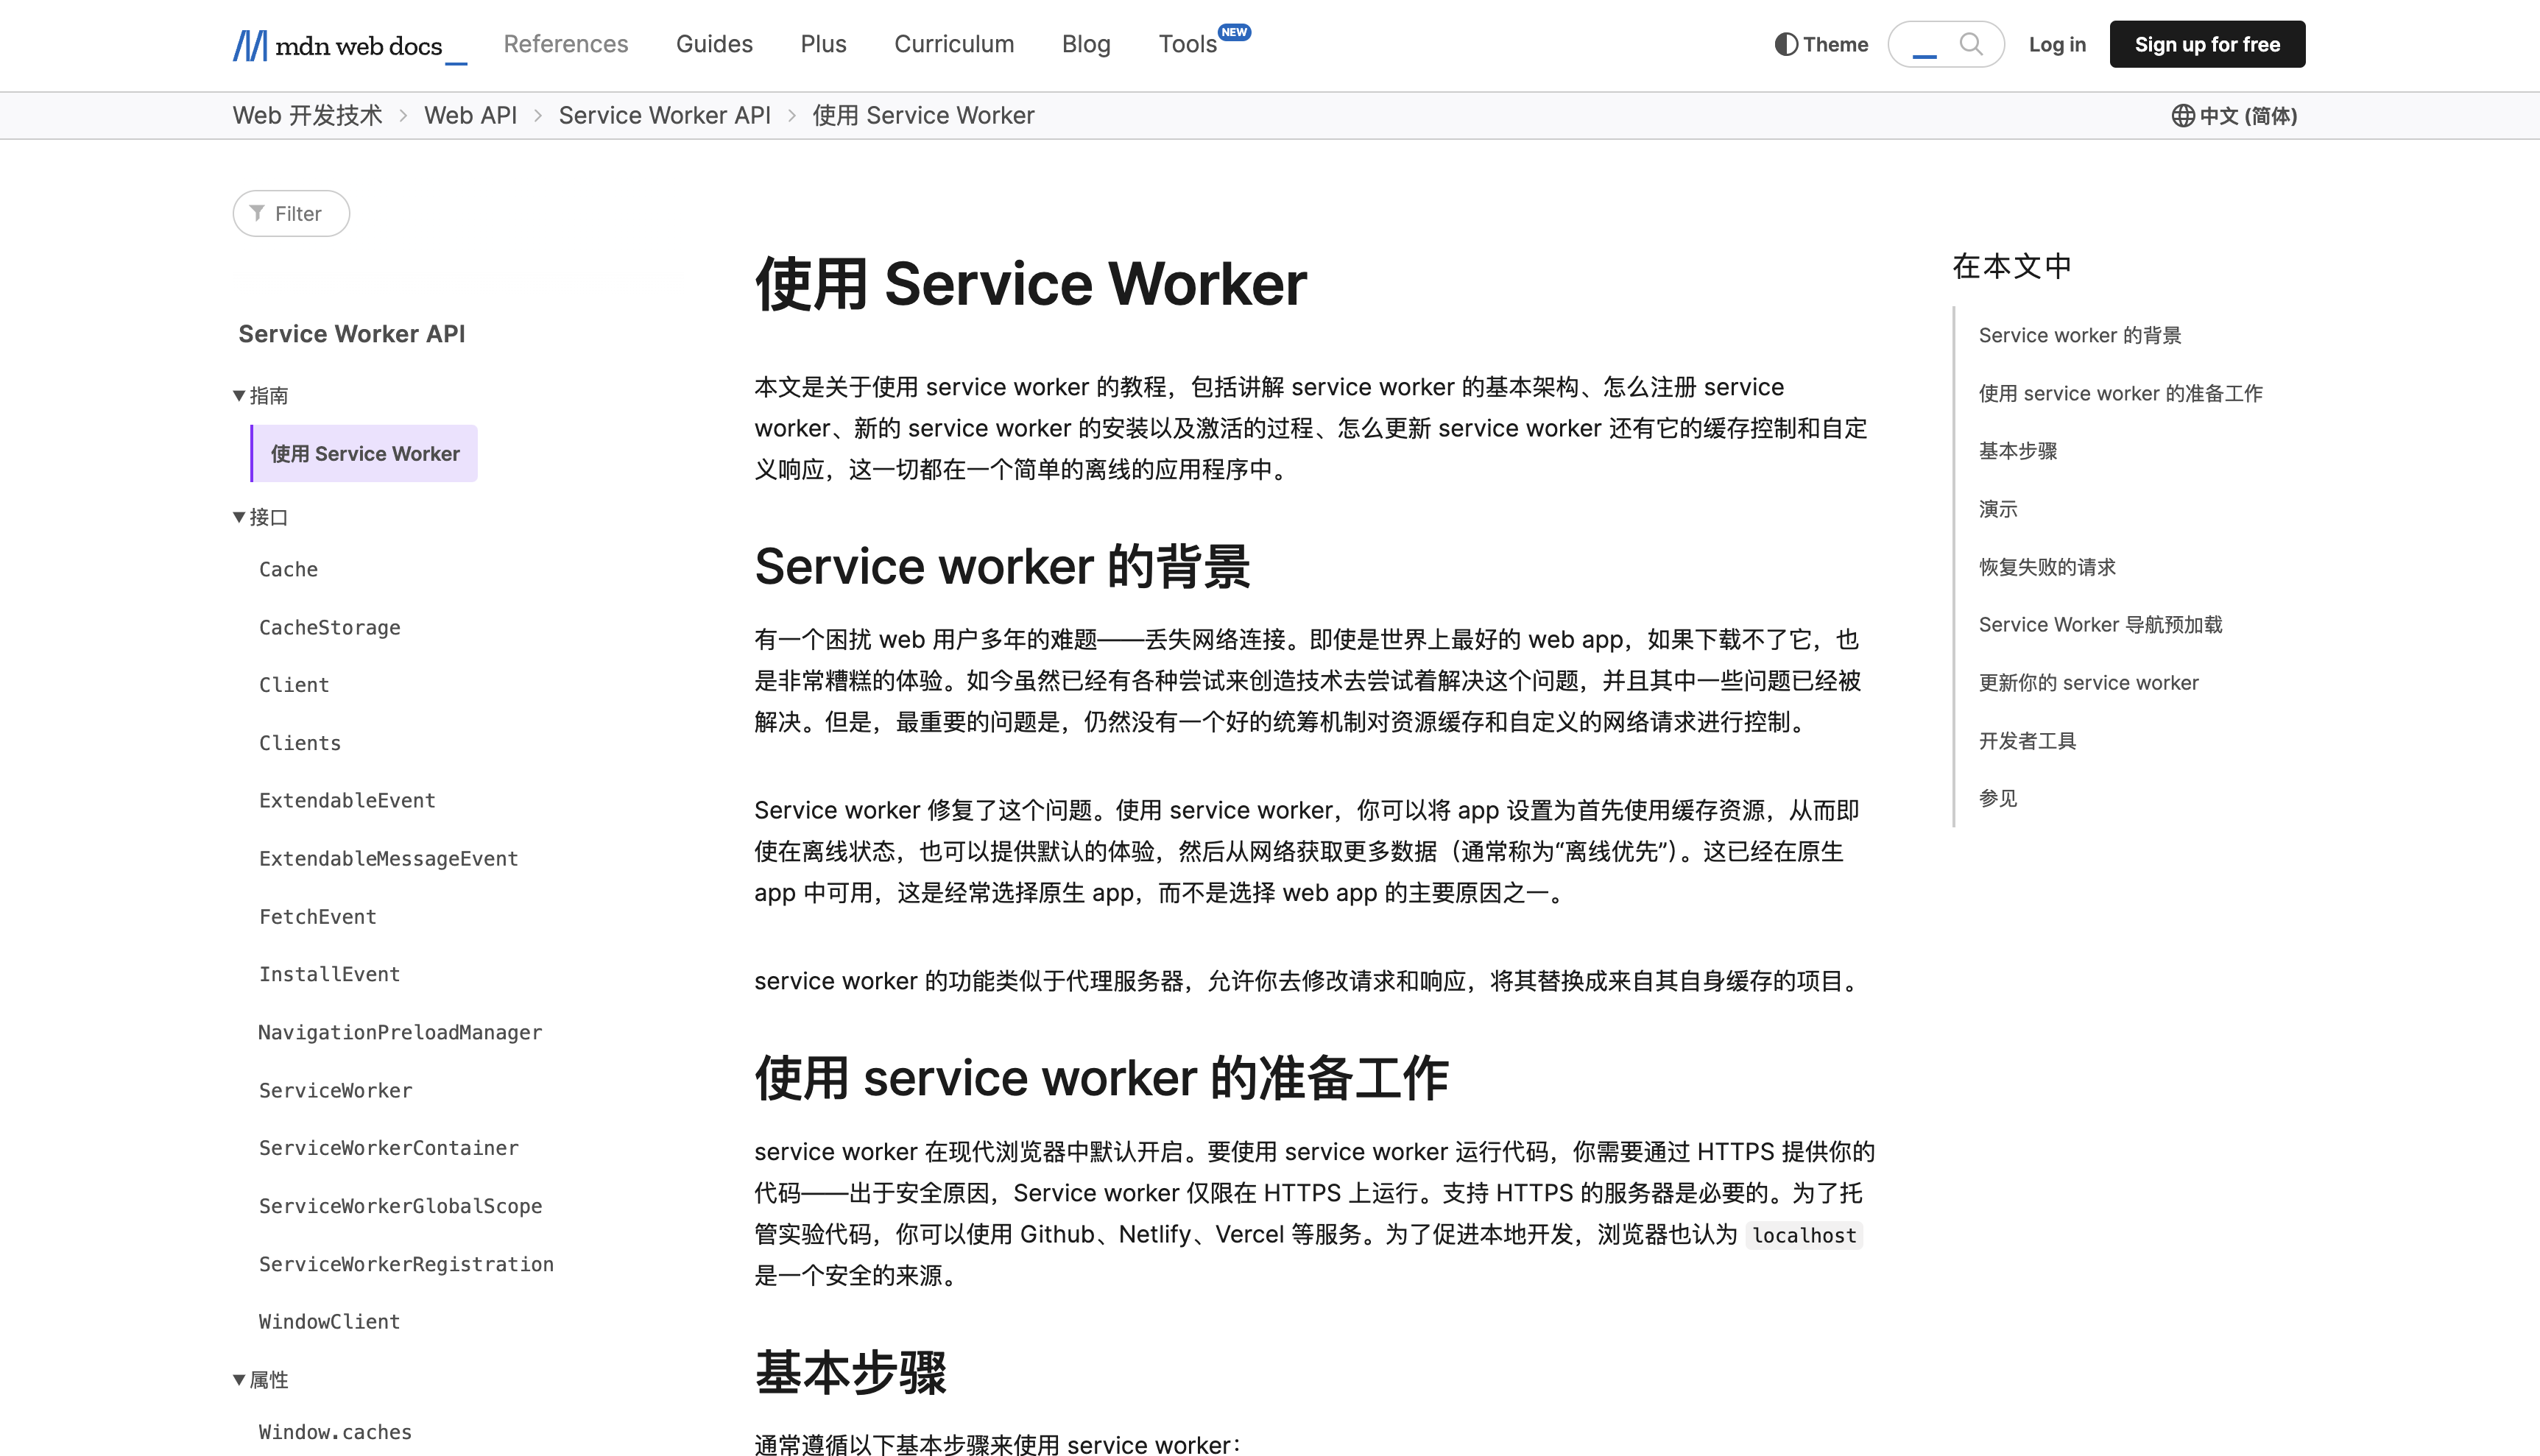 mdn web docs
References
Guides
Plus
Curriculum
Blog
Tools
NEW
Theme
Log in
Sign up for free
Web 开发技术
Web API
Service Worker API
使用 Service Worker
中文 (简体)
Filter
Service Worker API
指南
使用 Service Worker
接口
Cache
CacheStorage
Client
Clients
ExtendableEvent
ExtendableMessageEvent
FetchEvent
InstallEvent
NavigationPreloadManager
ServiceWorker
ServiceWorkerContainer
ServiceWorkerGlobalScope
ServiceWorkerRegistration
WindowClient
属性
Window.caches
使用 Service Worker
本文是关于使用 service worker 的教程，包括讲解 service worker 的基本架构、怎么注册 service
worker、新的 service worker 的安装以及激活的过程、怎么更新 service worker 还有它的缓存控制和自定
义响应，这一切都在一个简单的离线的应用程序中。
Service worker 的背景
有一个困扰 web 用户多年的难题——丢失网络连接。即使是世界上最好的 web app，如果下载不了它，也
是非常糟糕的体验。如今虽然已经有各种尝试来创造技术去尝试着解决这个问题，并且其中一些问题已经被
解决。但是，最重要的问题是，仍然没有一个好的统筹机制对资源缓存和自定义的网络请求进行控制。
Service worker 修复了这个问题。使用 service worker，你可以将 app 设置为首先使用缓存资源，从而即
使在离线状态，也可以提供默认的体验，然后从网络获取更多数据（通常称为“离线优先”）。这已经在原生
app 中可用，这是经常选择原生 app，而不是选择 web app 的主要原因之一。
service worker 的功能类似于代理服务器，允许你去修改请求和响应，将其替换成来自其自身缓存的项目。
使用 service worker 的准备工作
service worker 在现代浏览器中默认开启。要使用 service worker 运行代码，你需要通过 HTTPS 提供你的
代码——出于安全原因，Service worker 仅限在 HTTPS 上运行。支持 HTTPS 的服务器是必要的。为了托
管实验代码，你可以使用 Github、Netlify、Vercel 等服务。为了促进本地开发，浏览器也认为 localhost
是一个安全的来源。
基本步骤
通常遵循以下基本步骤来使用 service worker：
在本文中
Service worker 的背景
使用 service worker 的准备工作
基本步骤
演示
恢复失败的请求
Service Worker 导航预加载
更新你的 service worker
开发者工具
参见